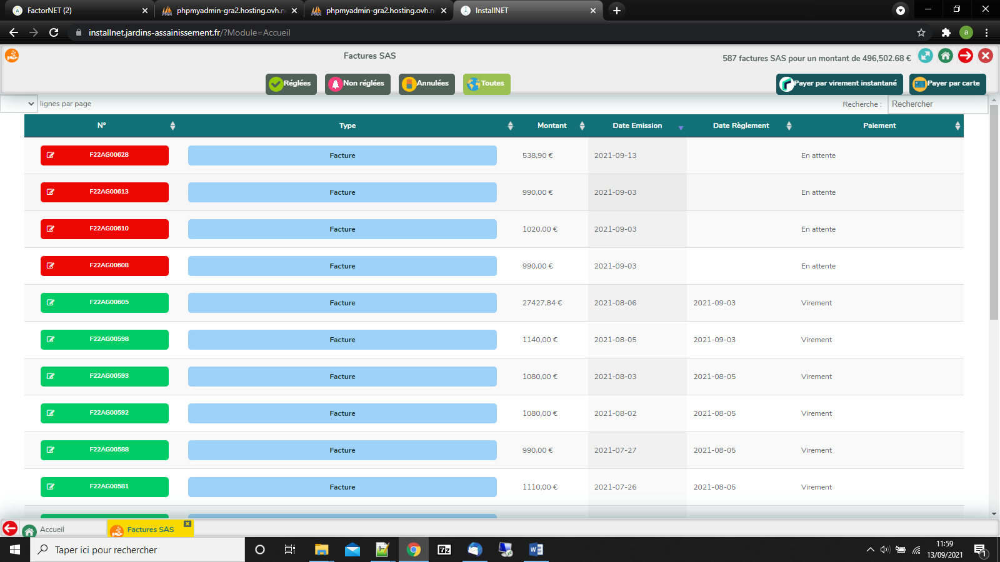 FactorNET (2)
phpmyadmin-gra2.hosting.ovh.n
phpmyadmin-gra2.hosting.ovh.n
InstallNET
installnet.jardins-assainissement.fr/?Module=Accueil
a
Factures SAS
587 factures SAS pour un montant de 496,502.68 €
Réglées
Non réglées
Annulées
Toutes
Payer par virement instantané
Payer par carte
lignes par page
Recherche :
Rechercher
N° Type Montant Date Emission Date Règlement Paiement
F22AG00628 Facture 538,90 € 2021-09-13 En attente
F22AG00613 Facture 990,00 € 2021-09-03 En attente
F22AG00610 Facture 1020,00 € 2021-09-03 En attente
F22AG00608 Facture 990,00 € 2021-09-03 En attente
F22AG00605 Facture 27427,84 € 2021-08-06 2021-09-03 Virement
F22AG00598 Facture 1140,00 € 2021-08-05 2021-09-03 Virement
F22AG00593 Facture 1080,00 € 2021-08-03 2021-08-05 Virement
F22AG00592 Facture 1080,00 € 2021-08-02 2021-08-05 Virement
F22AG00588 Facture 990,00 € 2021-07-27 2021-08-05 Virement
F22AG00581 Facture 1110,00 € 2021-07-26 2021-08-05 Virement
Accueil
Factures SAS
Taper ici pour rechercher
7z
11:59
13/09/2021
1